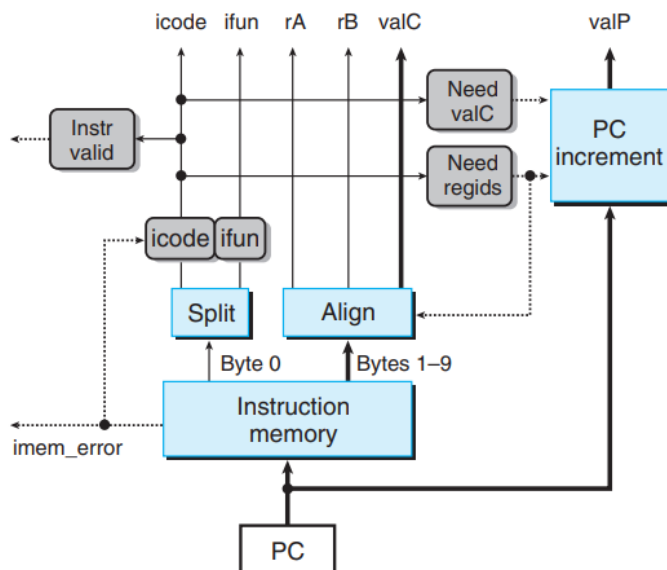 icode ifun rA rB valC valP
Need
valC
Instr
valid
PC
increment
Need
regids
icode ifun
Split
Align
Byte 0
Bytes 1–9
Instruction
memory
imem_error
PC